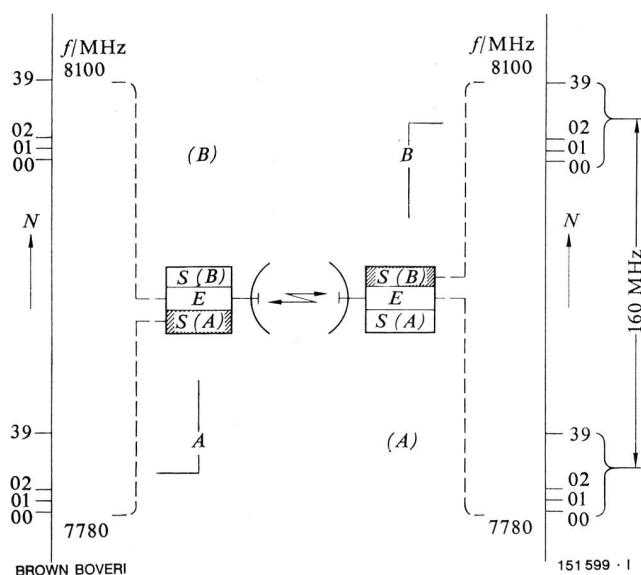 f/MHz
8100
39
02
01
00
N
(B)
S (B)
E
S (A)
A
39
02
01
00
7780
BROWN BOVERI
f/MHz
8100
39
02
01
00
B
N
160 MHz
S (B)
E
S (A)
(A)
39
02
01
00
7780
151 599 · I